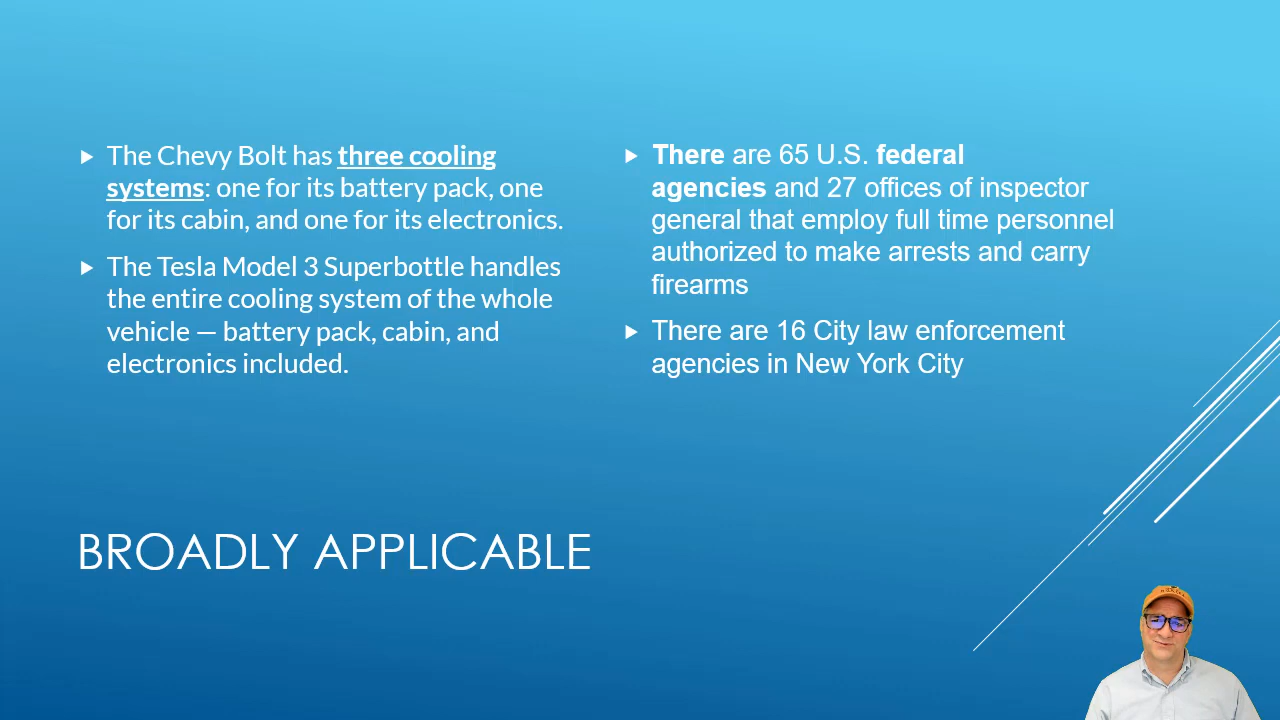 The Chevy Bolt has three cooling
systems: one for its battery pack, one
for its cabin, and one for its electronics.
The Tesla Model 3 Superbottle handles
the entire cooling system of the whole
vehicle — battery pack, cabin, and
electronics included.
There are 65 U.S. federal
agencies and 27 offices of inspector
general that employ full time personnel
authorized to make arrests and carry
firearms
There are 16 City law enforcement
agencies in New York City
BROADLY APPLICABLE